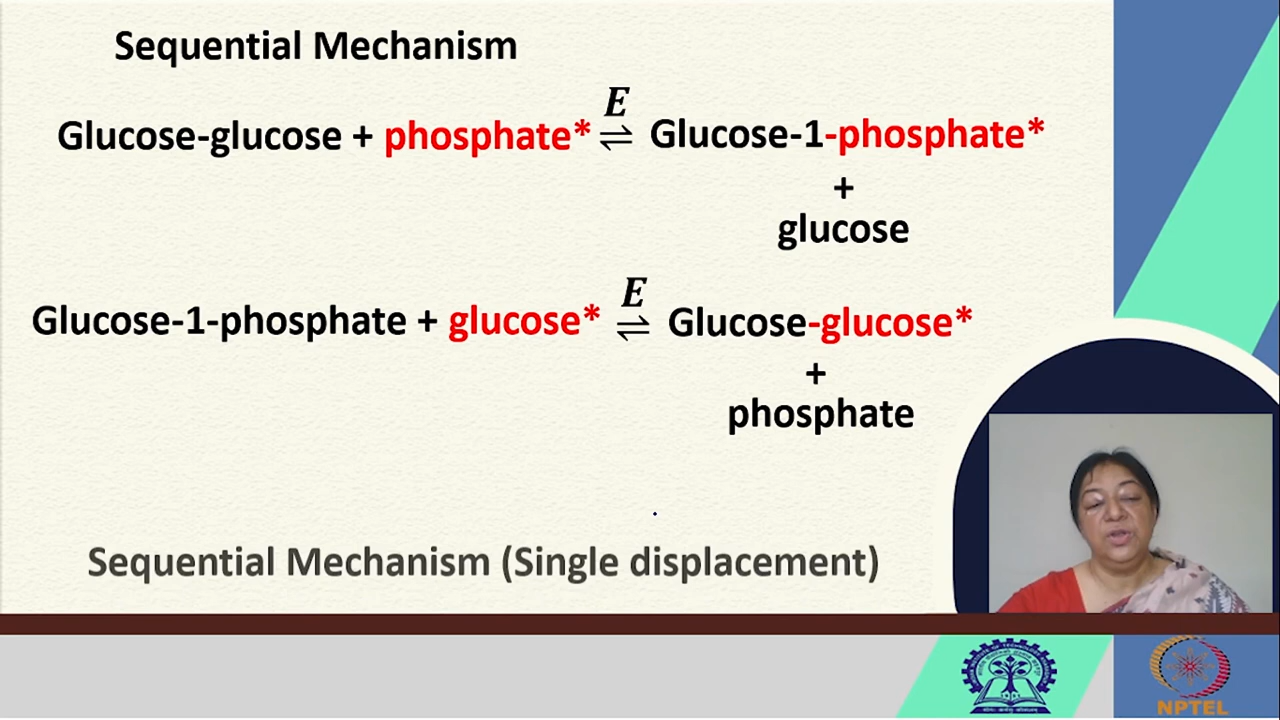 Sequential Mechanism
E
Glucose-glucose + phosphate* ⇌ Glucose-1-phosphate*
+
glucose
E
Glucose-1-phosphate + glucose* ⇌ Glucose-glucose*
+
phosphate
Sequential Mechanism (Single displacement)
NPTEL